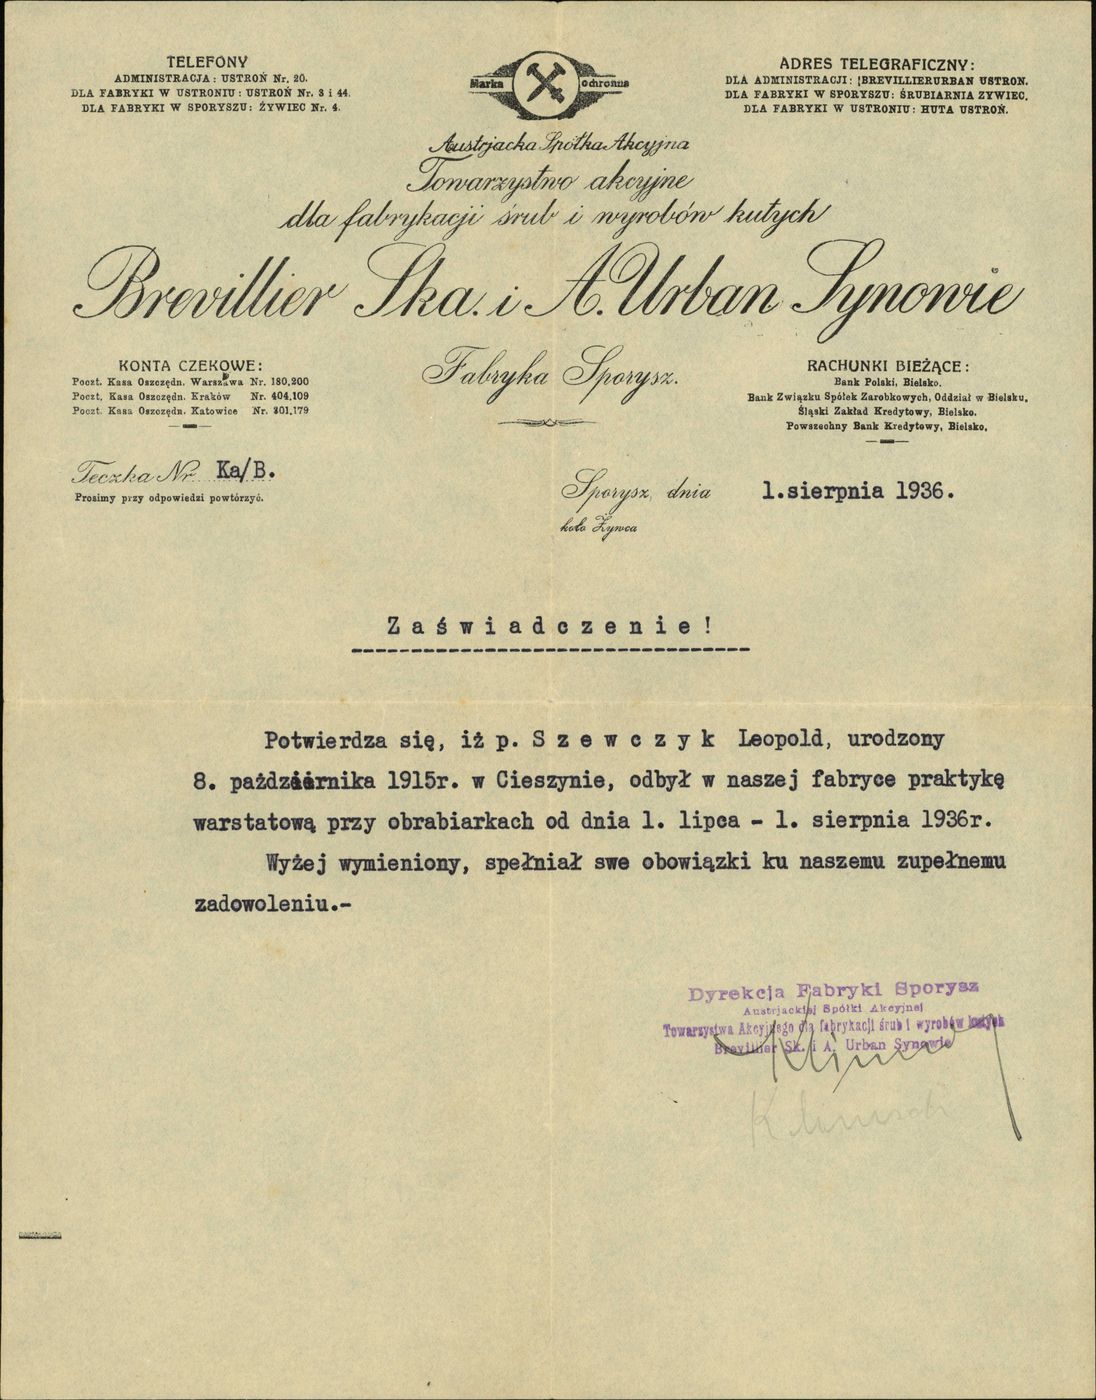 TELEFONY
ADMINISTRACJA: USTROŃ Nr. 20.
DLA FABRYKI W USTRONIU: USTROŃ Nr. 3 i 44.
DLA FABRYKI W SPORYSZU: ŻYWIEC Nr. 4.
Marka Ochronna
ADRES TELEGRAFICZNY:
DLA ADMINISTRACJI: BREVILLIERURBAN USTRON.
DLA FABRYKI W SPORYSZU: ŚRUBIARNIA ZYWIEC.
DLA FABRYKI W USTRONIU: HUTA USTROŃ.
Austrjacka Spółka Akcyjna
Towarzystwo akcyjne
dla fabrykacji śrub i wyrobów kutych
Brevillier Ska. i A. Urban Synowie
KONTA CZEKOWE:
Poczt. Kasa Oszczędn. Warszawa Nr. 180,200
Poczt. Kasa Oszczędn. Kraków Nr. 404.109
Poczt. Kasa Oszczędn. Katowice Nr. 301.179
Fabryka Sporysz.
RACHUNKI BIEŻĄCE:
Bank Polski, Bielsko.
Bank Związku Spółek Zarobkowych, Oddział w Bielsku.
Śląski Zakład Kredytowy, Bielsko.
Powszechny Bank Kredytowy, Bielsko.
Teczka Nr. Ka/B.
Prosimy przy odpowiedzi powtórzyć.
Sporysz, dnia 1.sierpnia 1936.
koło Żywca
Zaświadczenie!
Potwierdza się, iż p. Szewczyk Leopold, urodzony
8. paździérnika 1915r. w Cieszynie, odbył w naszej fabryce praktykę
warstatową przy obrabiarkach od dnia 1. lipca - 1. sierpnia 1936r.
Wyżej wymieniony, spełniał swe obowiązki ku naszemu zupełnemu
zadowoleniu.-
Dyrekcja Fabryki Sporysz
Austrjackiej Spółki Akcyjnej
Towarzystwa Akcyjnego dla fabrykacji śrub i wyrobów kutych
Brevillier Sk. i A. Urban Synowie